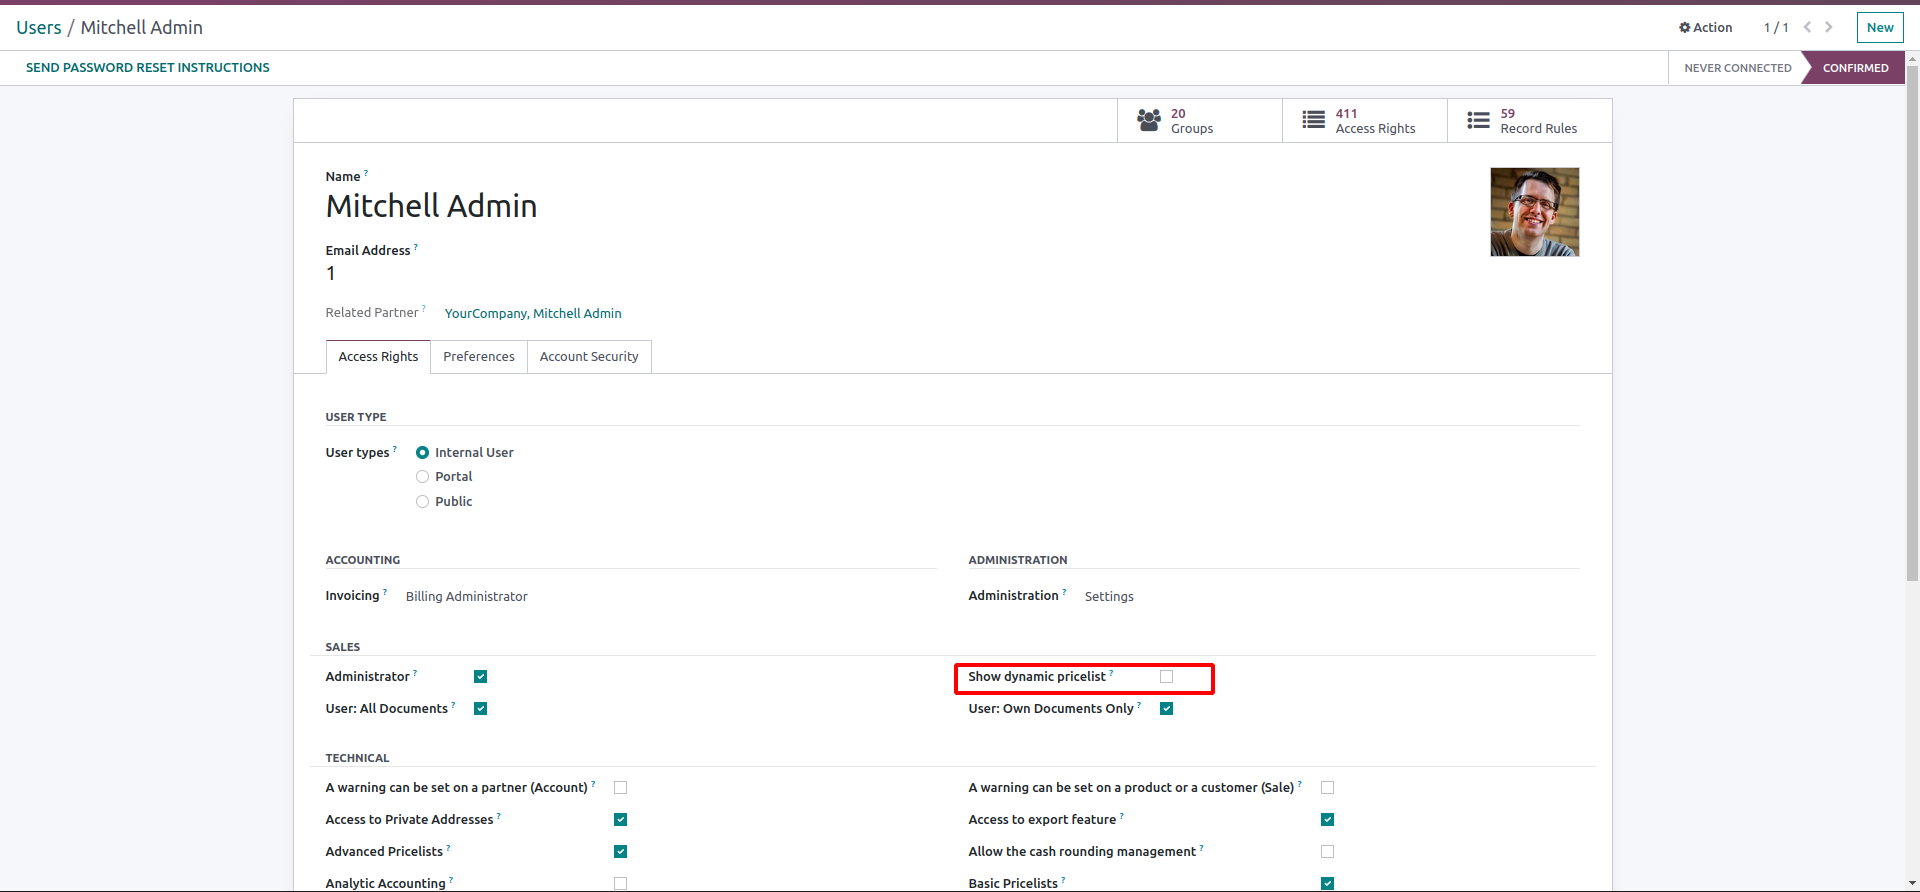 Users / Mitchell Admin
Action 1 / 1 New
SEND PASSWORD RESET INSTRUCTIONS
NEVER CONNECTED CONFIRMED
20
Groups
411
Access Rights
59
Record Rules
Name ?
Mitchell Admin
Email Address ?
1
Related Partner ? YourCompany, Mitchell Admin
Access Rights Preferences Account Security
USER TYPE
User types ? Internal User
Portal
Public
ACCOUNTING
Invoicing ? Billing Administrator
ADMINISTRATION
Administration ? Settings
SALES
Administrator ? Show dynamic pricelist ?
User: All Documents ? User: Own Documents Only ?
TECHNICAL
A warning can be set on a partner (Account) ? A warning can be set on a product or a customer (Sale) ?
Access to Private Addresses ? Access to export feature ?
Advanced Pricelists ? Allow the cash rounding management ?
Analytic Accounting ? Basic Pricelists ?